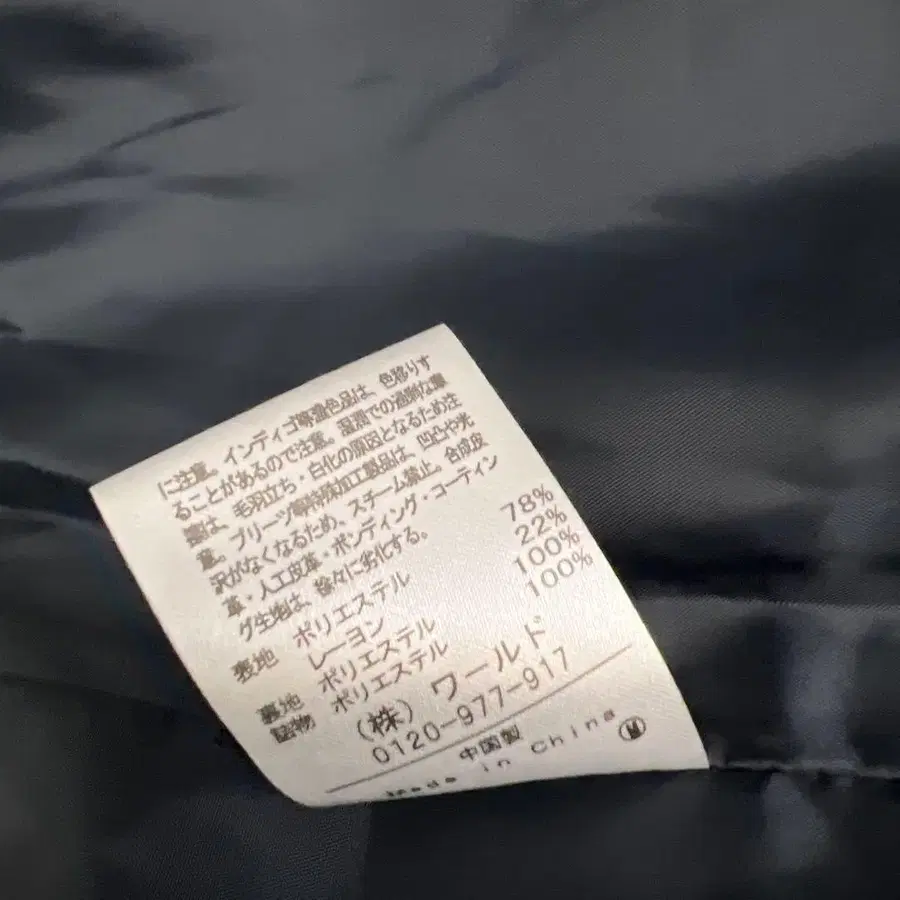 に注意。インディゴ等濃色品は、色移りす
ることがあるので注意。湿潤での過剰な摩
擦は、毛羽立ち・白化の原因となるため注
意。プリーツ等特殊加工製品は、凹凸や光
沢がなくなるため、スチーム禁止。合成皮
革・人工皮革・ボンディング・コーティン
グ生地は、徐々に劣化する。
表地 ポリエステル 78%
レーヨン 22%
裏地 ポリエステル 100%
詰物 ポリエステル 100%
(株) ワールド
0120-977-917
中国製
Made in China
M